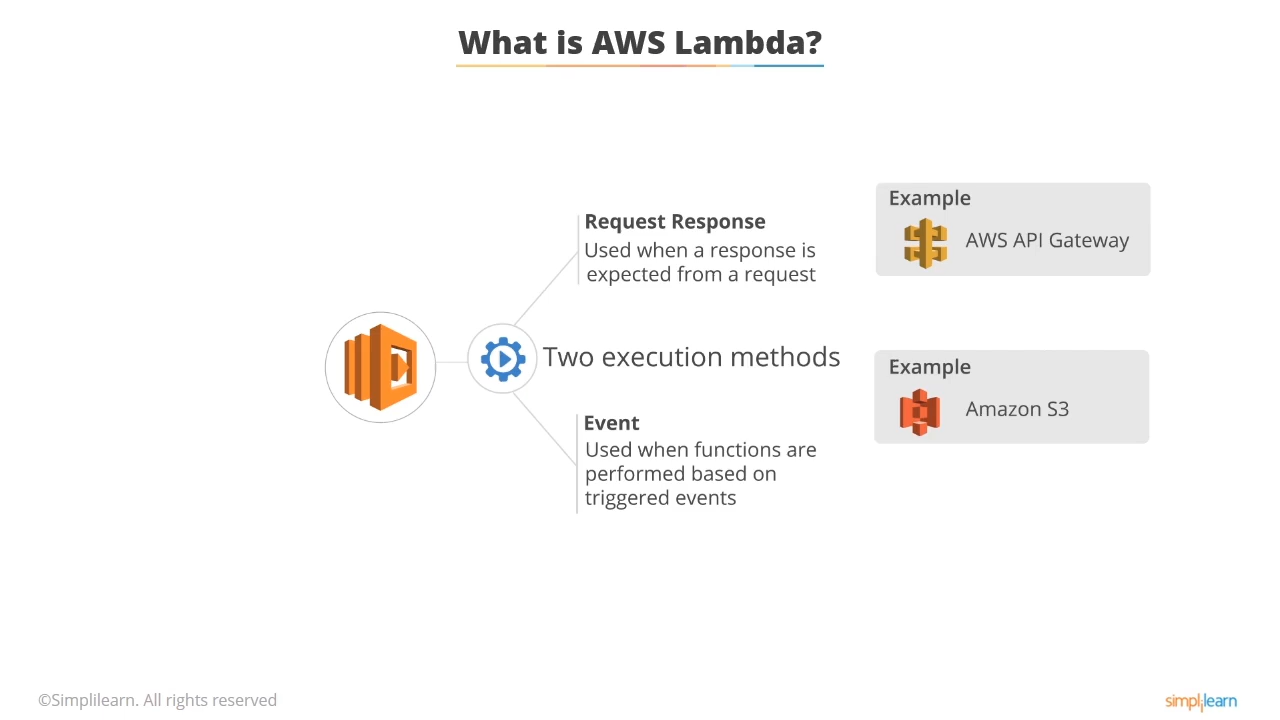 What is AWS Lambda?
Request Response
Used when a response is
expected from a request
Example
AWS API Gateway
Two execution methods
Example
Amazon S3
Event
Used when functions are
performed based on
triggered events
©Simplilearn. All rights reserved
simplilearn